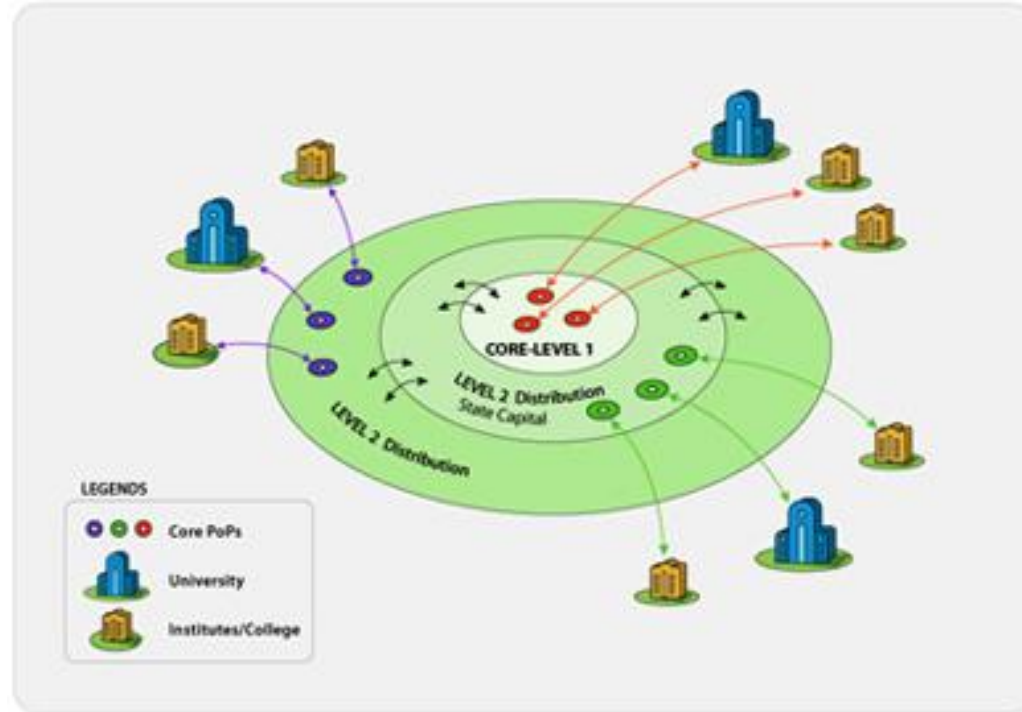 CORE-LEVEL 1
LEVEL 2 Distribution
State Capital
LEVEL 2 Distribution
LEGENDS
Core PoPs
University
Institutes/College